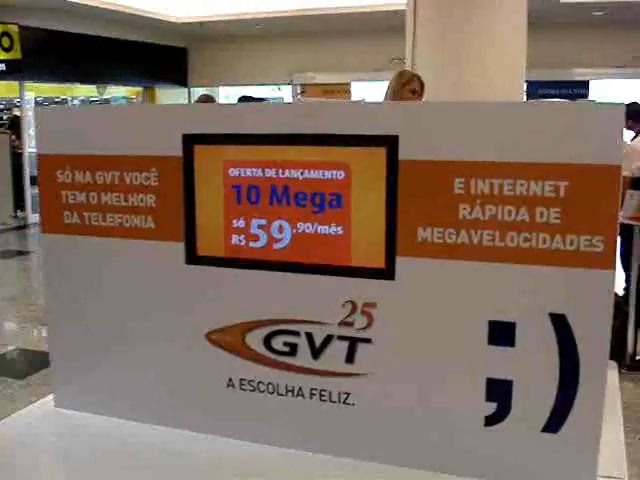 SÓ NA GVT VOCÊ
TEM O MELHOR
DA TELEFONIA
OFERTA DE LANÇAMENTO
10 Mega
só
R$ 59,90/mês
E INTERNET
RÁPIDA DE
MEGAVELOCIDADES
25
GVT
A ESCOLHA FELIZ.
;)